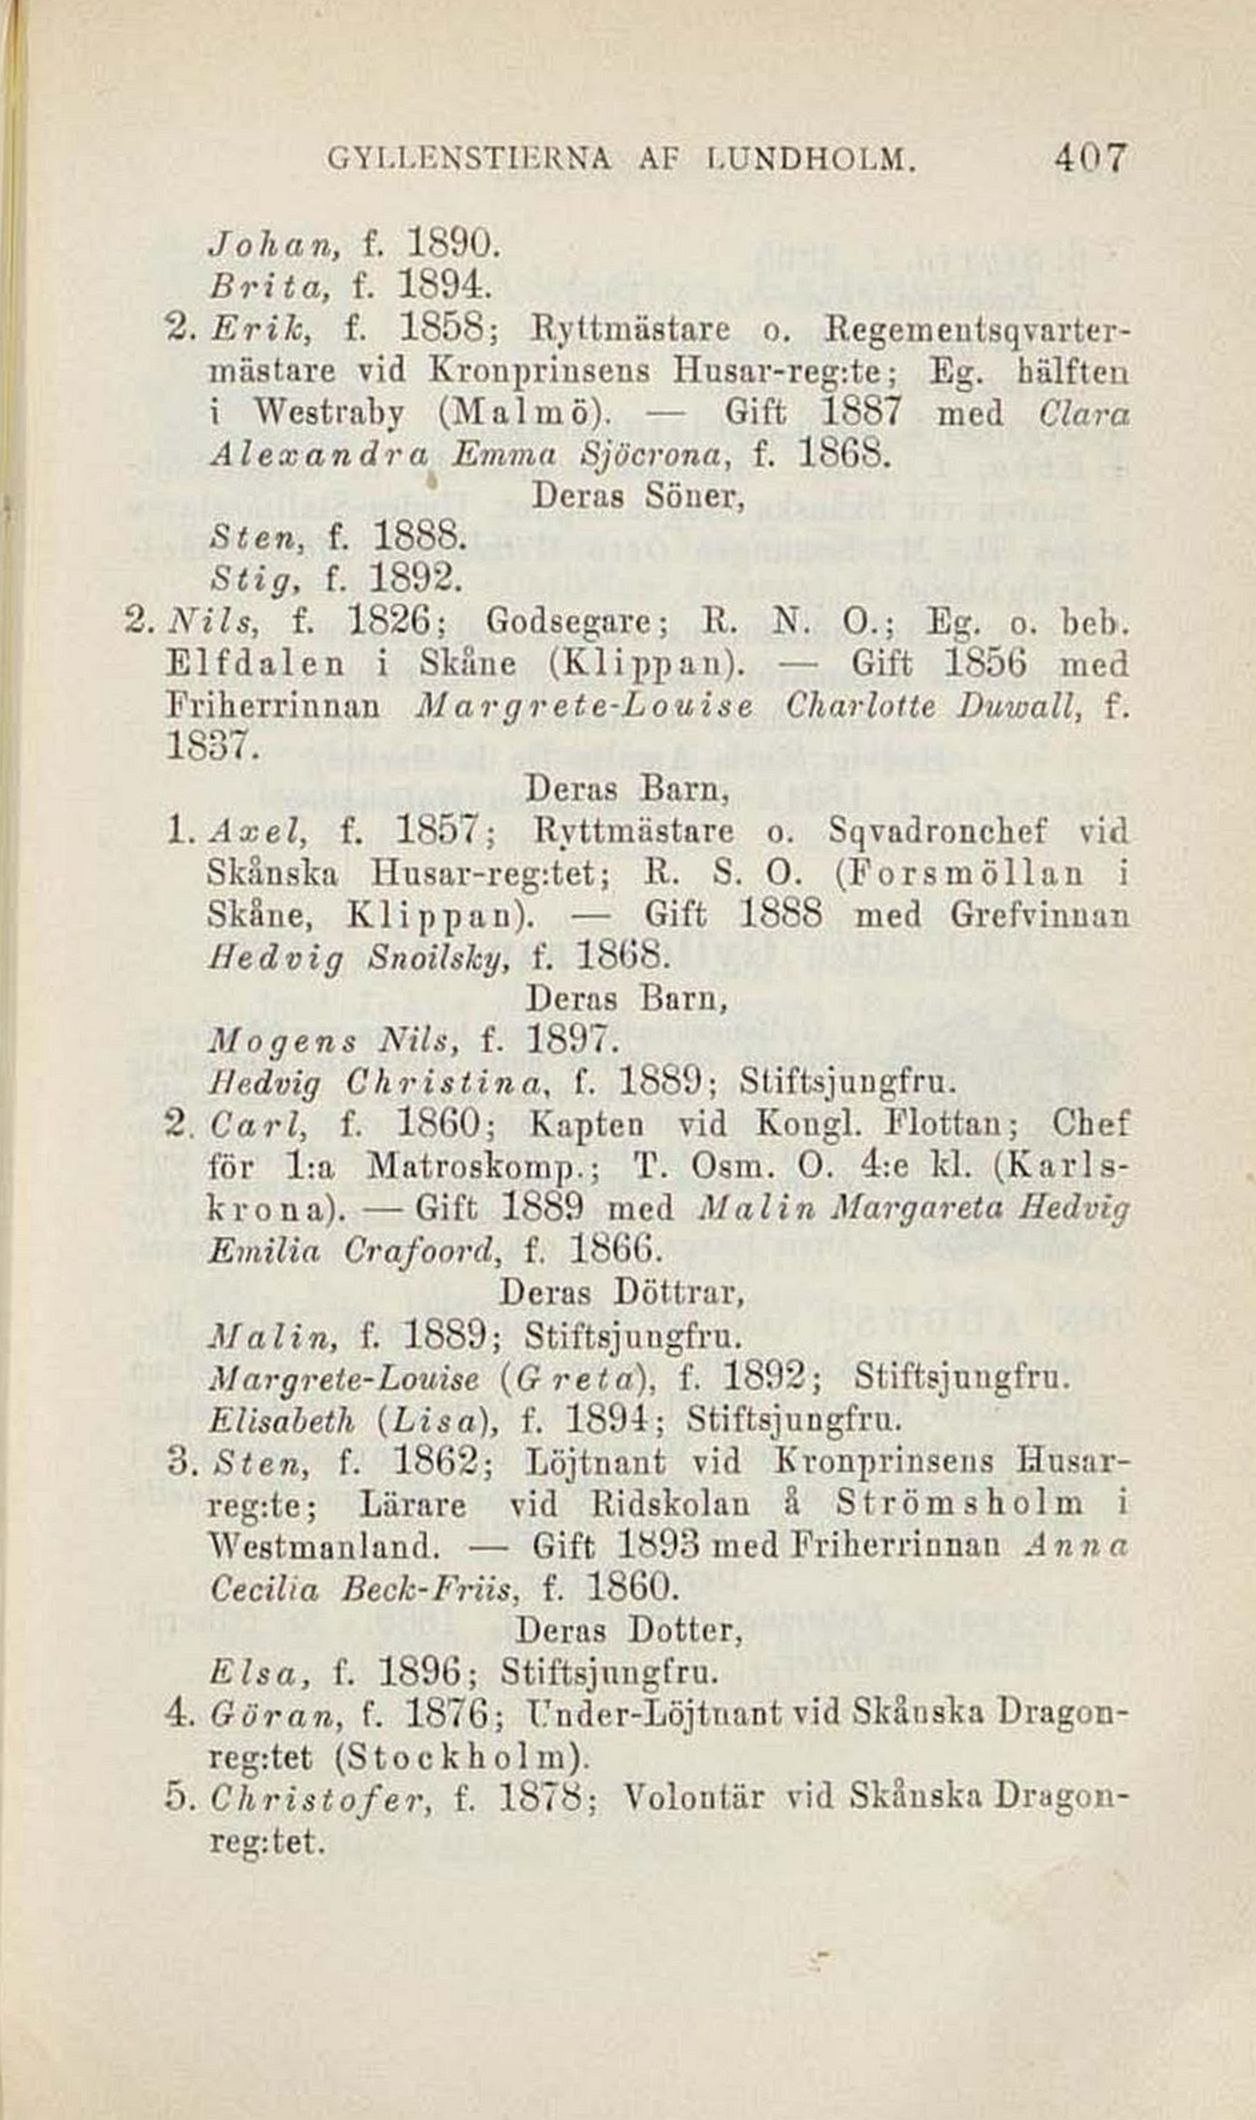 GYLLENSTIERNA AF LUNDHOLM. 407
Johan, f. 1890.
Brita, f. 1894.
2. Erik, f. 1858; Ryttmästare o. Regementsqvarter-
mästare vid Kronprinsens Husar-reg:te; Eg. hälften
i Westraby (Malmö). — Gift 1887 med Clara
Alexandra Emma Sjöcrona, f. 1868.
Deras Söner,
Sten, f. 1888.
Stig, f. 1892.
2. Nils, f. 1826; Godsegare; R. N. O.; Eg. o. beb.
Elfdalen i Skåne (Klippan). — Gift 1856 med
Friherrinnan Margrete-Louise Charlotte Duwall, f.
1837.
Deras Barn,
1. Axel, f. 1857; Ryttmästare o. Sqvadronchef vid
Skånska Husar-reg:tet; R. S. O. (Forsmöllan i
Skåne, Klippan). — Gift 1888 med Grefvinnan
Hedvig Snoilsky, f. 1868.
Deras Barn,
Mogens Nils, f. 1897.
Hedvig Christina, f. 1889; Stiftsjungfru.
2. Carl, f. 1860; Kapten vid Kongl. Flottan; Chef
för 1:a Matroskomp.; T. Osm. O. 4:e kl. (Karls-
krona). — Gift 1889 med Malin Margareta Hedvig
Emilia Crafoord, f. 1866.
Deras Döttrar,
Malin, f. 1889; Stiftsjungfru.
Margrete-Louise (Greta), f. 1892; Stiftsjungfru.
Elisabeth (Lisa), f. 1894; Stiftsjungfru.
3. Sten, f. 1862; Löjtnant vid Kronprinsens Husar-
reg:te; Lärare vid Ridskolan å Strömsholm i
Westmanland. — Gift 1893 med Friherrinnan Anna
Cecilia Beck-Friis, f. 1860.
Deras Dotter,
Elsa, f. 1896; Stiftsjungfru.
4. Göran, f. 1876; Under-Löjtnant vid Skånska Dragon-
reg:tet (Stockholm).
5. Christofer, f. 1878; Volontär vid Skånska Dragon-
reg:tet.